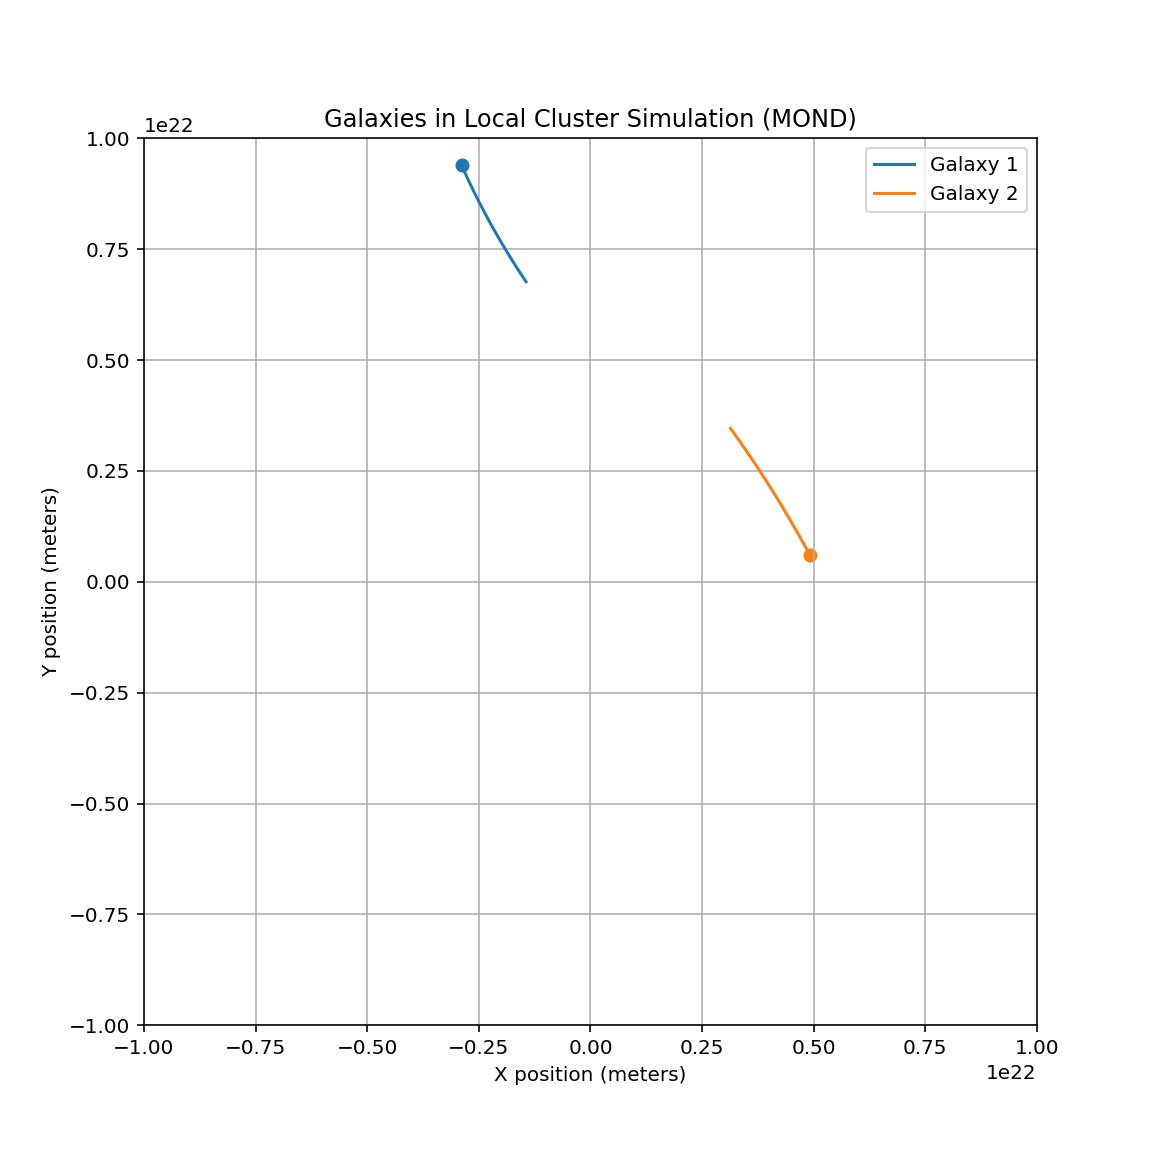 Galaxies in Local Cluster Simulation (MOND)
1e22
Galaxy 1
Galaxy 2
1.00
0.75
0.50
0.25
0.00
−0.25
−0.50
−0.75
−1.00
Y position (meters)
−1.00 −0.75 −0.50 −0.25 0.00 0.25 0.50 0.75 1.00
X position (meters)
1e22